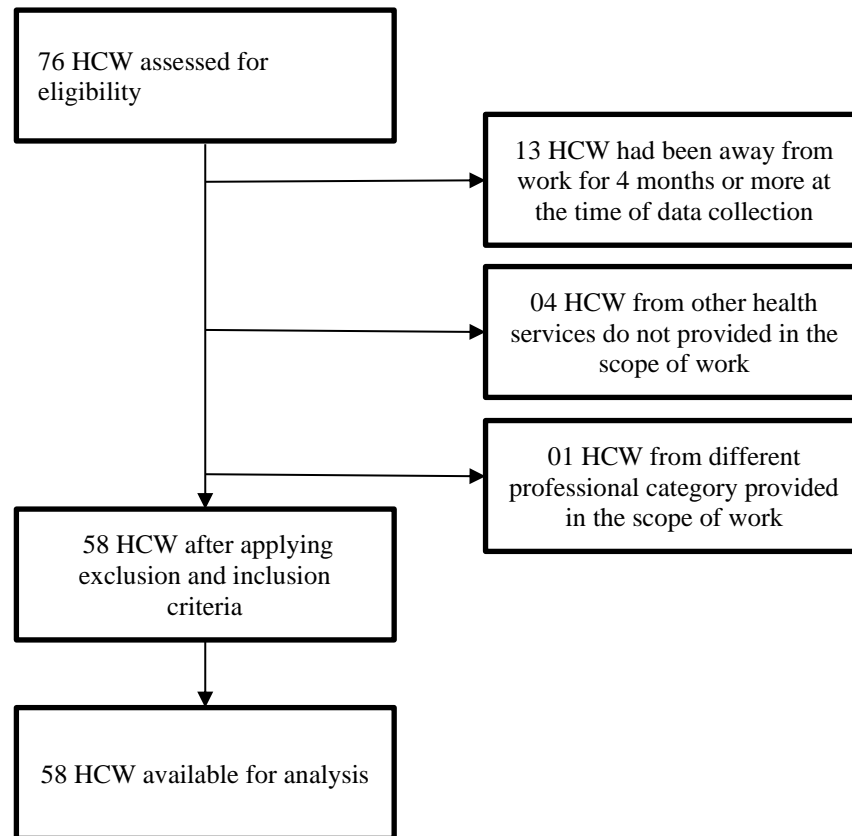 76 HCW assessed for
eligibility
13 HCW had been away from
work for 4 months or more at
the time of data collection
04 HCW from other health
services do not provided in the
scope of work
01 HCW from different
professional category provided
in the scope of work
58 HCW after applying
exclusion and inclusion
criteria
58 HCW available for analysis